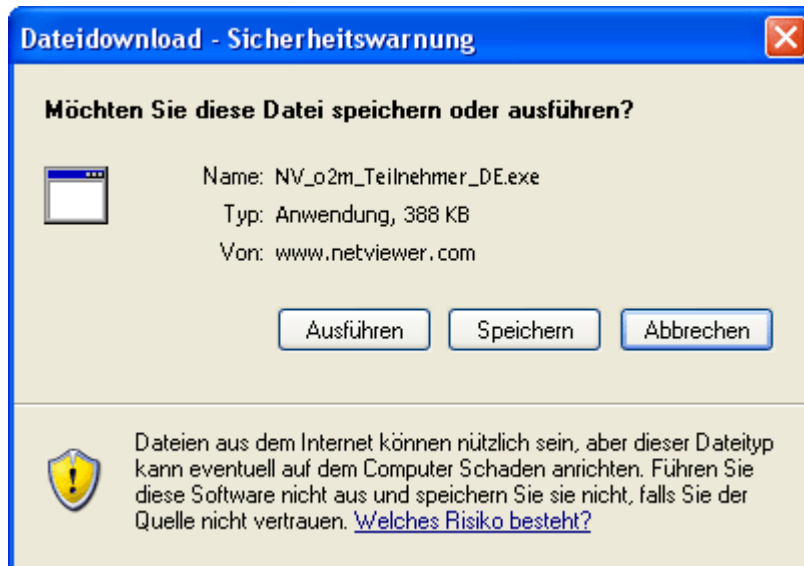 Dateidownload - Sicherheitswarnung
Möchten Sie diese Datei speichern oder ausführen?
Name: NV_o2m_Teilnehmer_DE.exe
Typ: Anwendung, 388 KB
Von: www.netviewer.com
Ausführen Speichern Abbrechen
Dateien aus dem Internet können nützlich sein, aber dieser Dateityp
kann eventuell auf dem Computer Schaden anrichten. Führen Sie
diese Software nicht aus und speichern Sie sie nicht, falls Sie der
Quelle nicht vertrauen. Welches Risiko besteht?